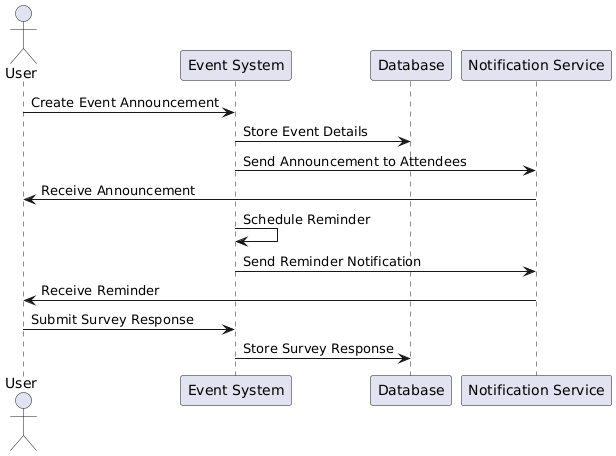 User
Event System
Database
Notification Service
Create Event Announcement
Store Event Details
Send Announcement to Attendees
Receive Announcement
Schedule Reminder
Send Reminder Notification
Receive Reminder
Submit Survey Response
Store Survey Response
User
Event System
Database
Notification Service